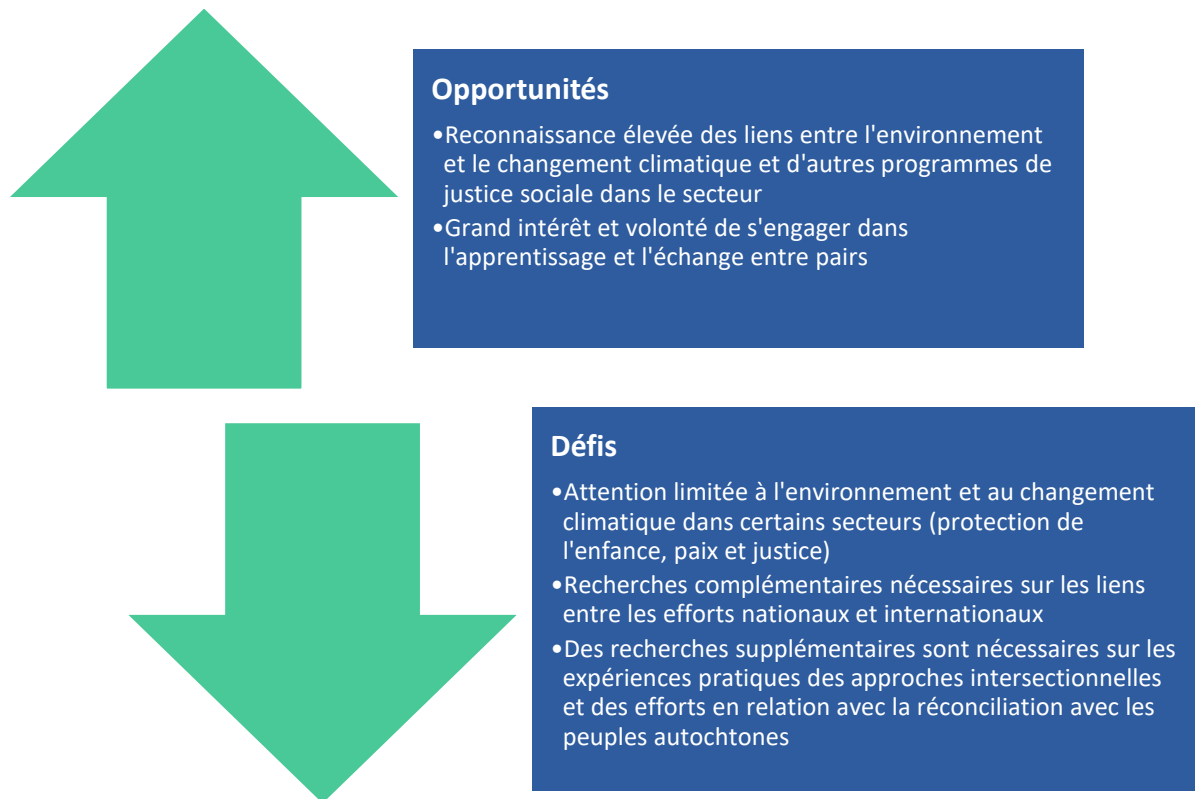 Opportunités
•Reconnaissance élevée des liens entre l'environnement
et le changement climatique et d'autres programmes de
justice sociale dans le secteur
•Grand intérêt et volonté de s'engager dans
l'apprentissage et l'échange entre pairs
Défis
•Attention limitée à l'environnement et au changement
climatique dans certains secteurs (protection de
l'enfance, paix et justice)
•Recherches complémentaires nécessaires sur les liens
entre les efforts nationaux et internationaux
•Des recherches supplémentaires sont nécessaires sur les
expériences pratiques des approches intersectionnelles
et des efforts en relation avec la réconciliation avec les
peuples autochtones